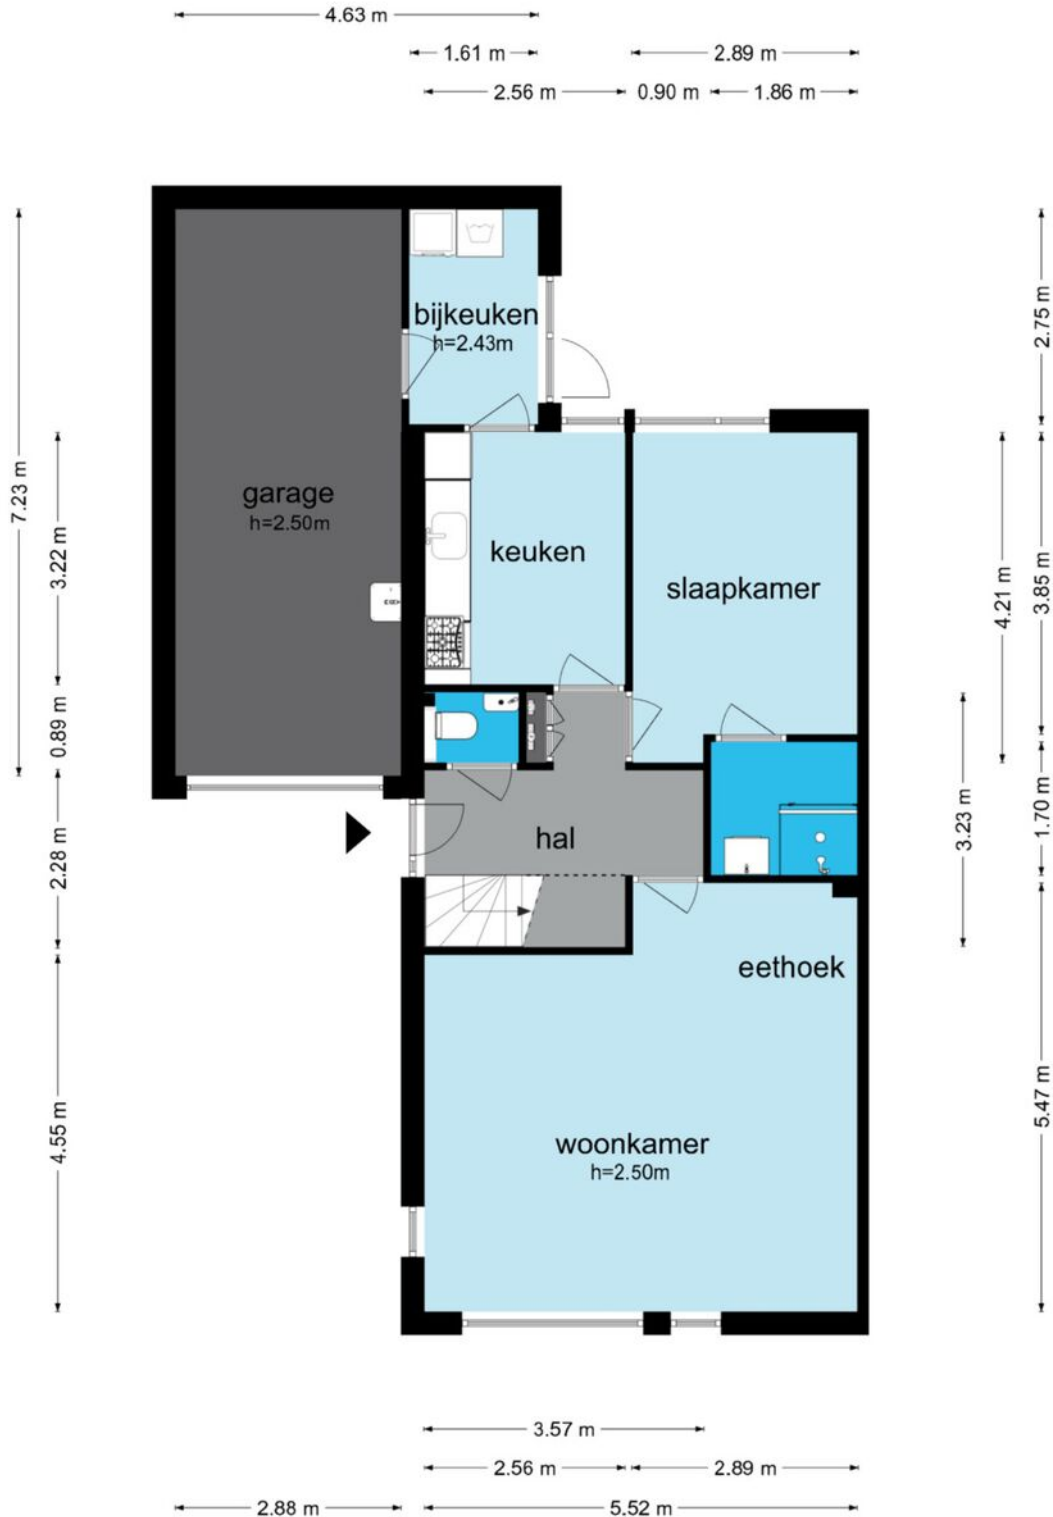 4.63 m
1.61 m
2.89 m
2.56 m
0.90 m
1.86 m
7.23 m
3.22 m
0.89 m
2.28 m
4.55 m
bijkeuken
h=2.43m
garage
h=2.50m
keuken
slaapkamer
hal
eethoek
woonkamer
h=2.50m
2.75 m
4.21 m
3.85 m
3.23 m
1.70 m
5.47 m
3.57 m
2.56 m
2.89 m
2.88 m
5.52 m